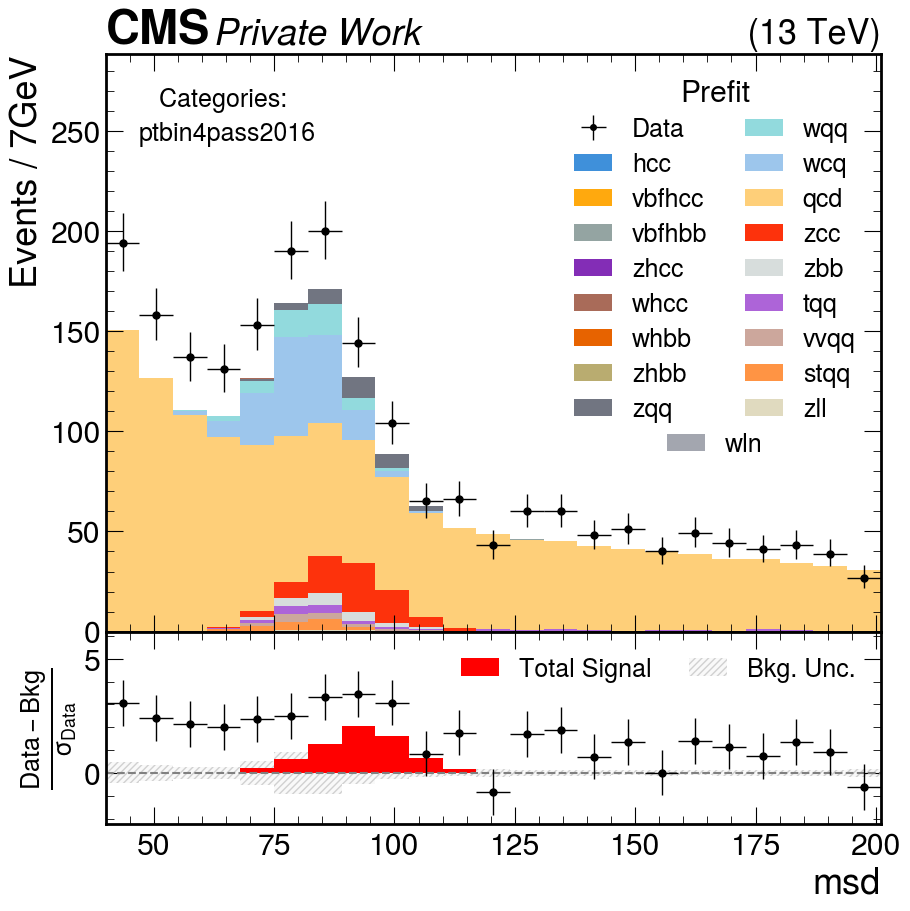 CMS Private Work (13 TeV)
Events / 7GeV
Categories:
ptbin4pass2016
Prefit
Data wqq
hcc wcq
vbfhcc qcd
vbfhbb zcc
zhcc zbb
whcc tqq
whbb vvqq
zhbb stqq
zqq zll
wln
250
200
150
100
50
0
Data – Bkg
σData
Total Signal Bkg. Unc.
5
0
50 75 100 125 150 175 200
msd